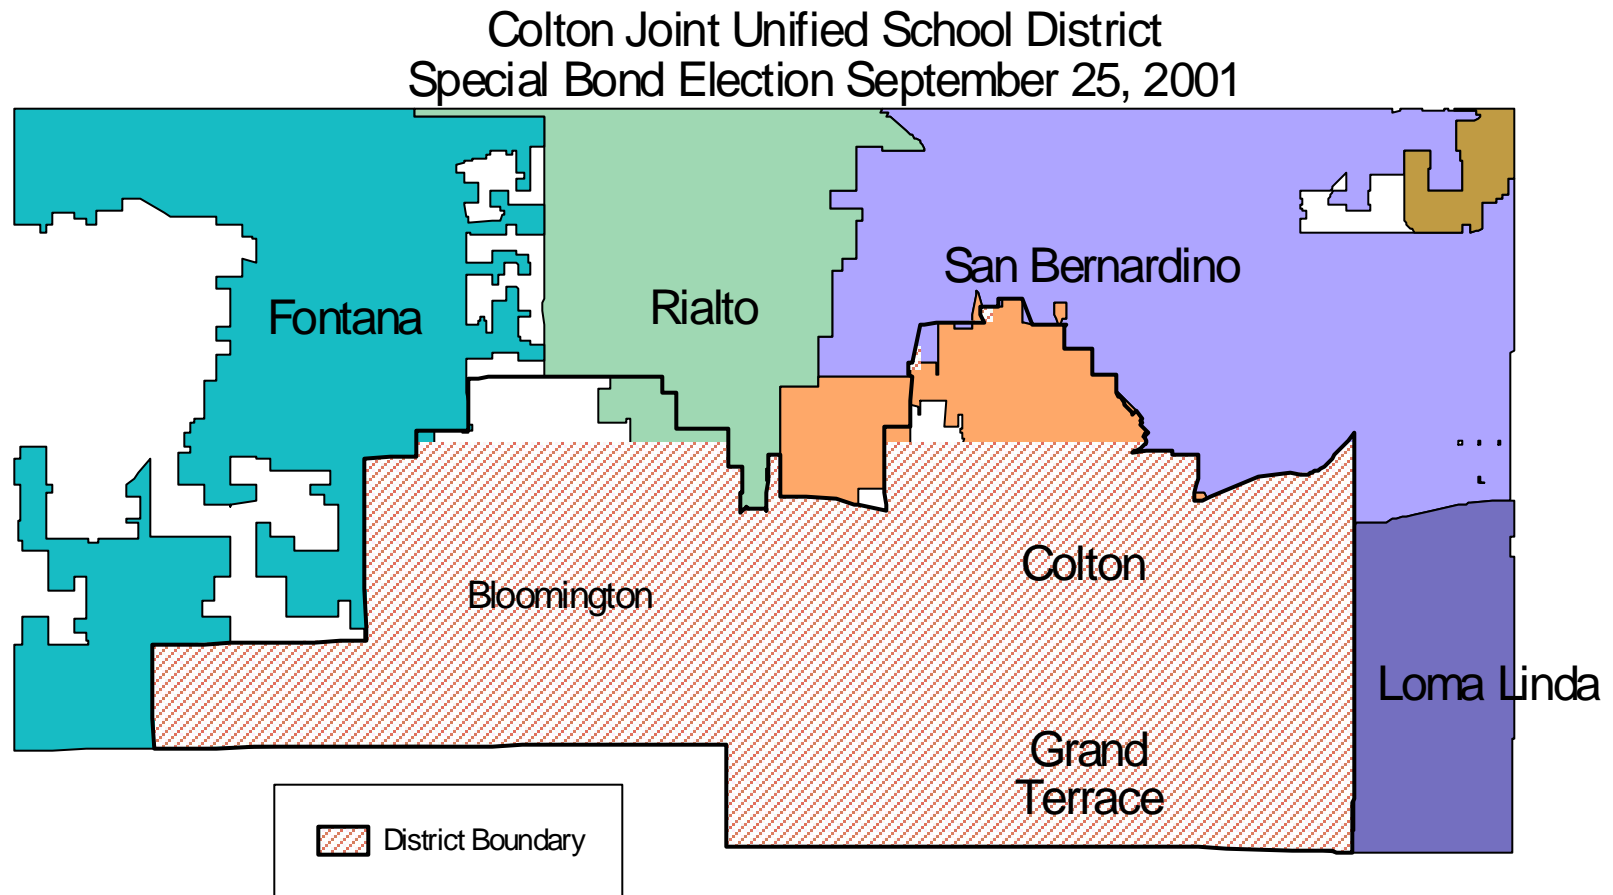 Colton Joint Unified School District
Special Bond Election September 25, 2001
San Bernardino
Fontana
Rialto
Colton
Bloomington
Loma Linda
Grand
Terrace
District Boundary